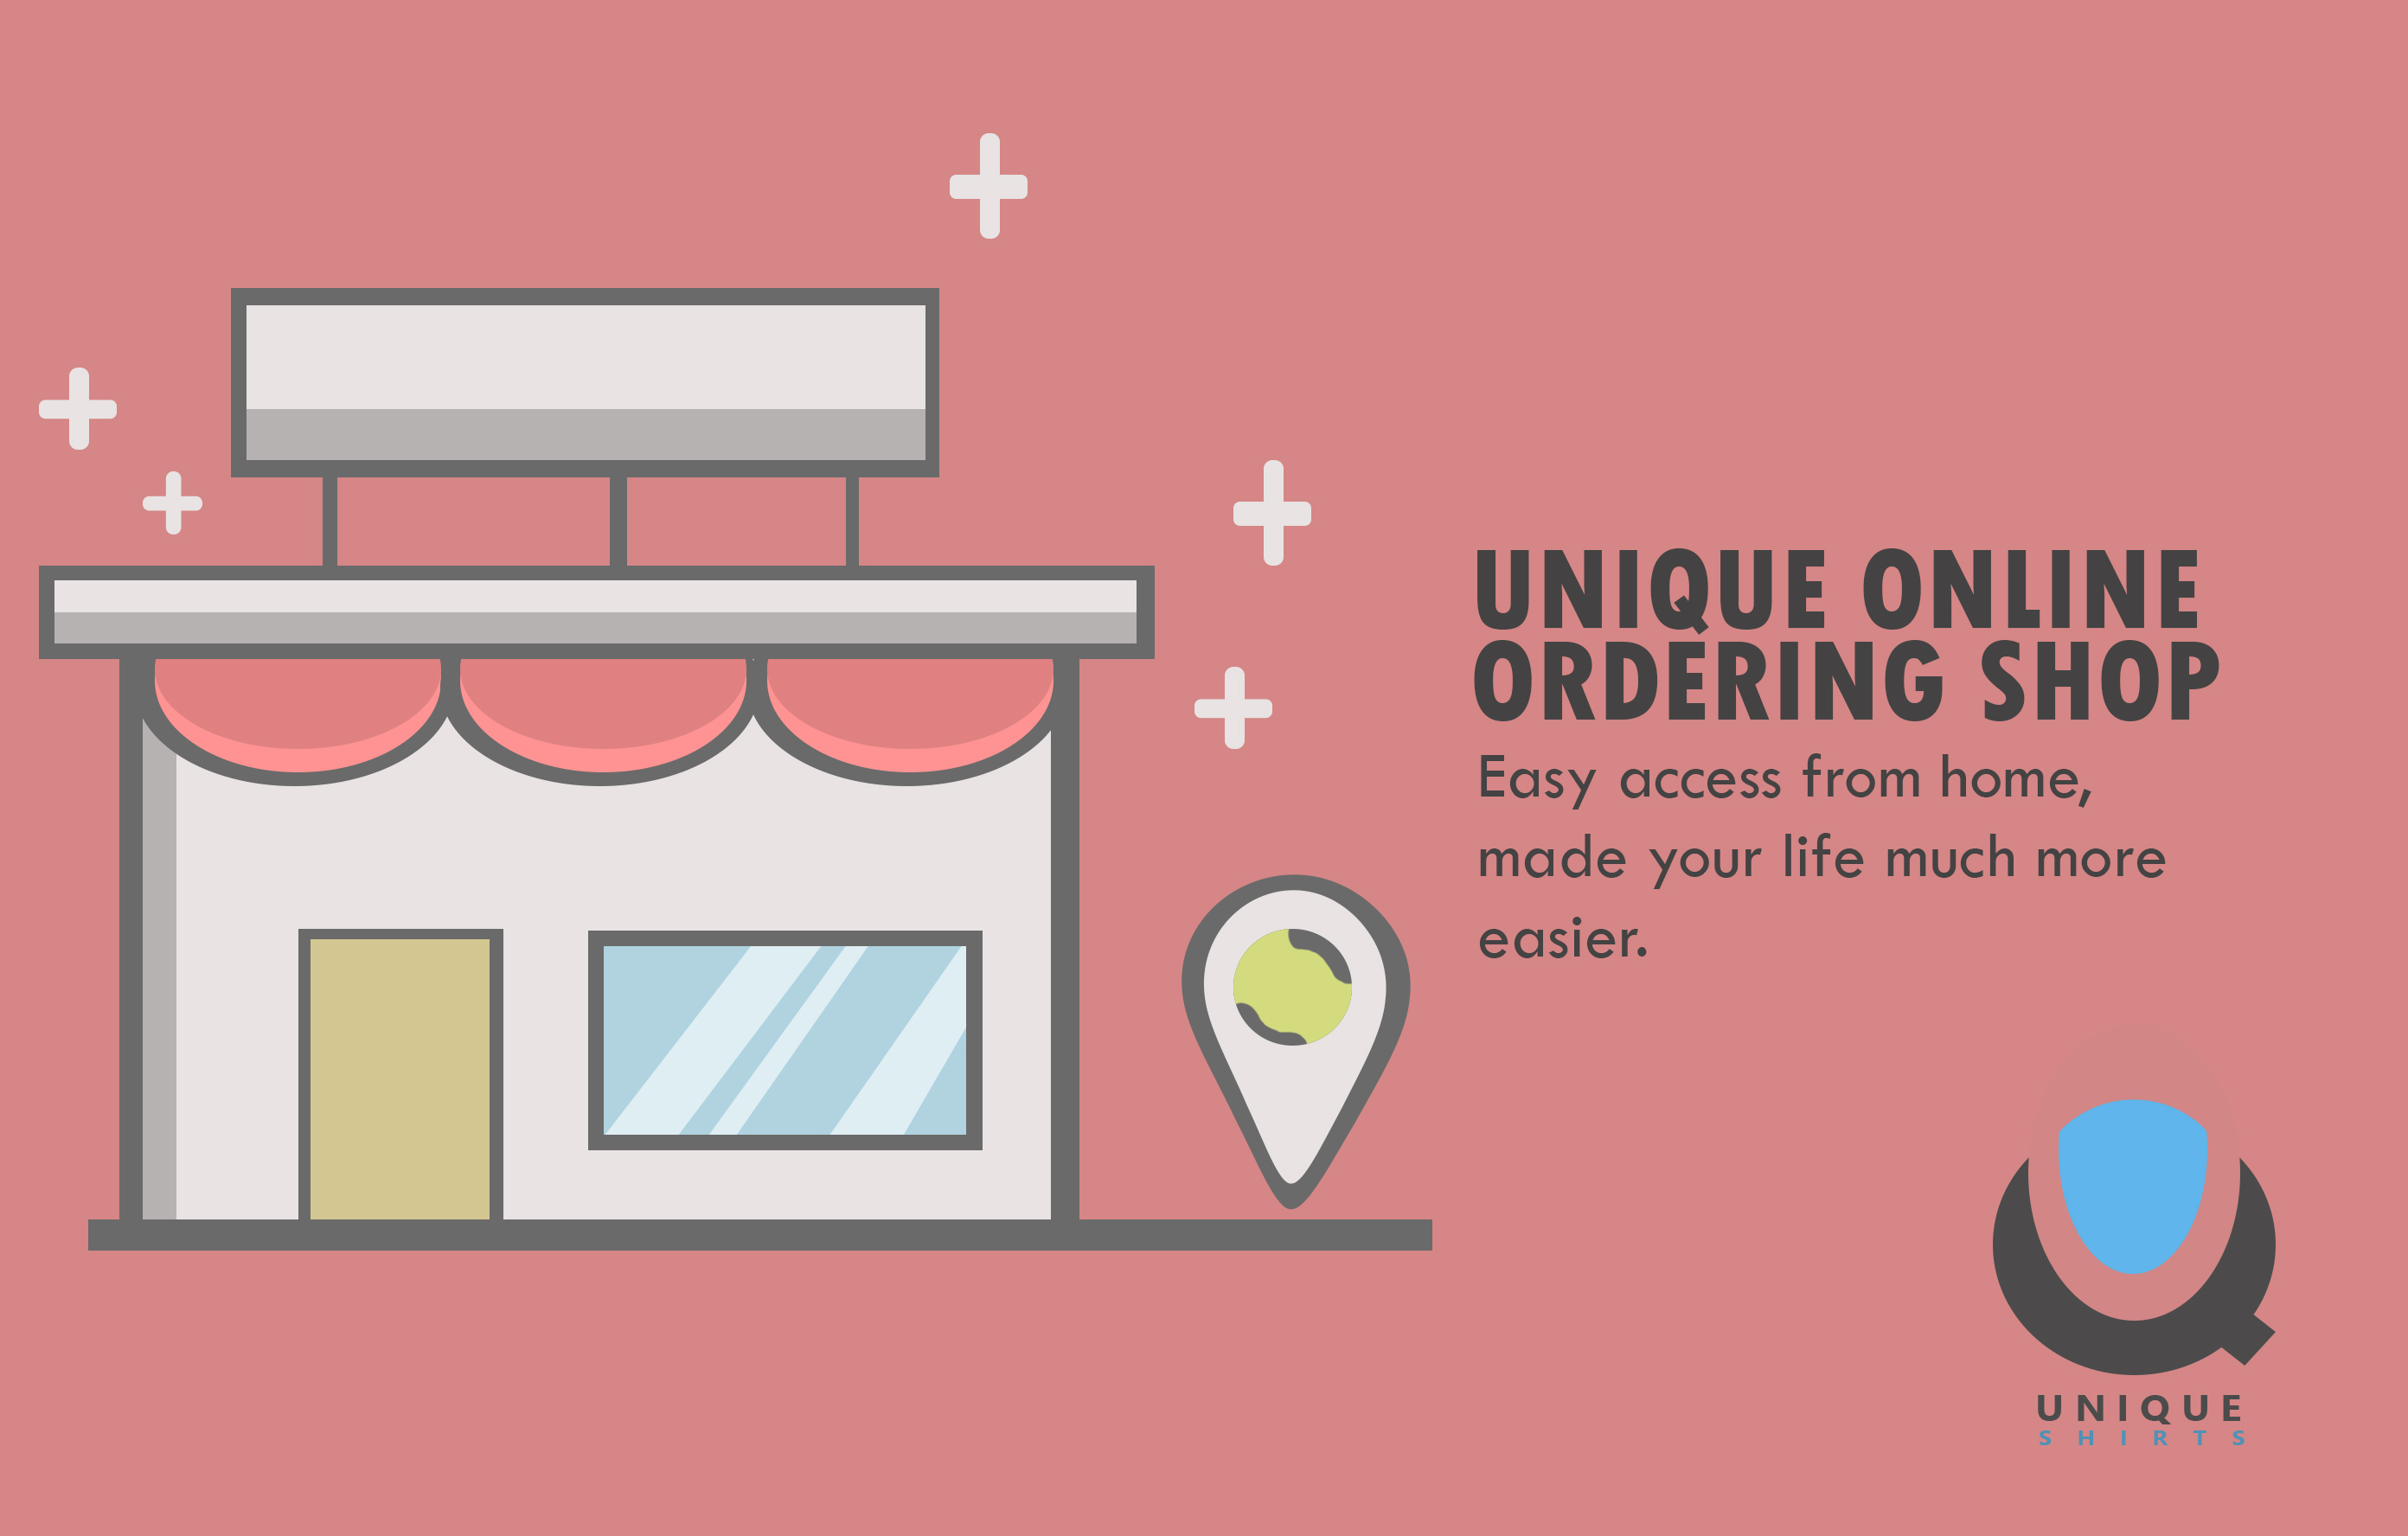 UNIQUE ONLINE
ORDERING SHOP
Easy access from home,
made your life much more
easier.
UNIQUE
SHIRTS